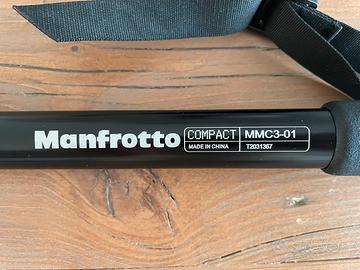 Manfrotto COMPACT MMC3-01
MADE IN CHINA T2031367